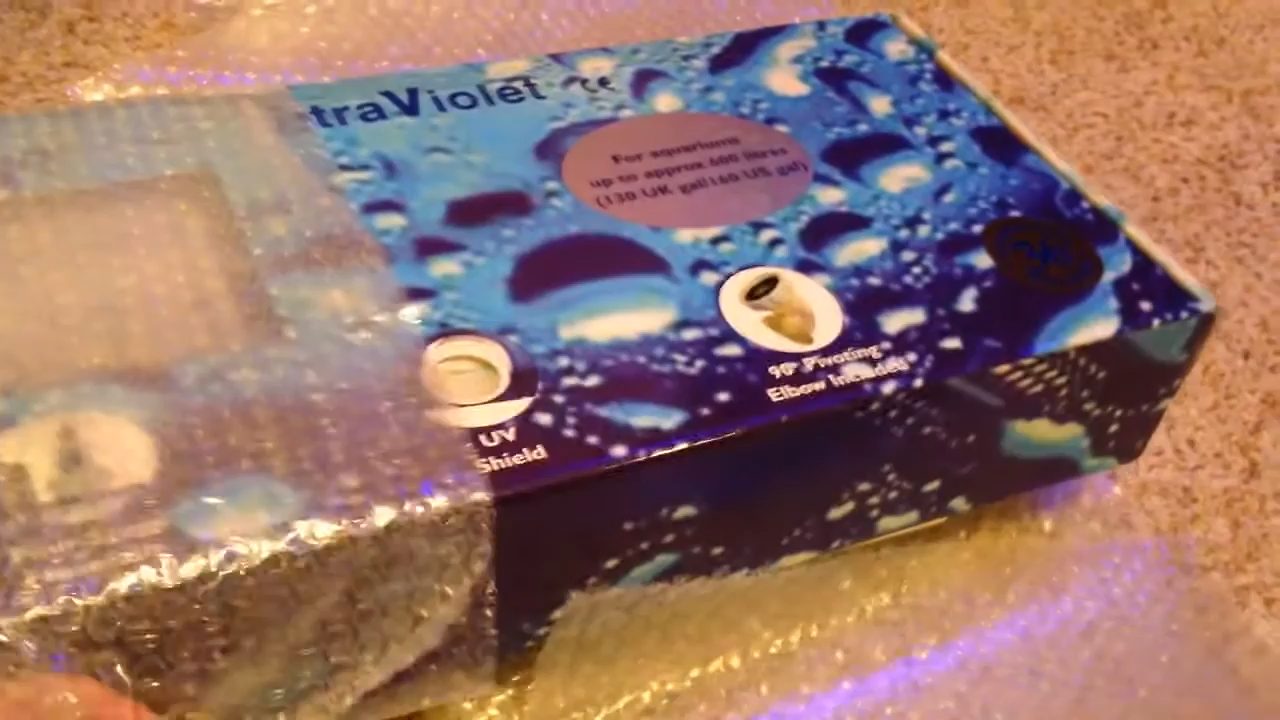 traViolet CE
For aquariums
up to approx 600 litres
(130 UK gal/160 US gal)
90° Pivoting
Elbow Included
UV
Shield